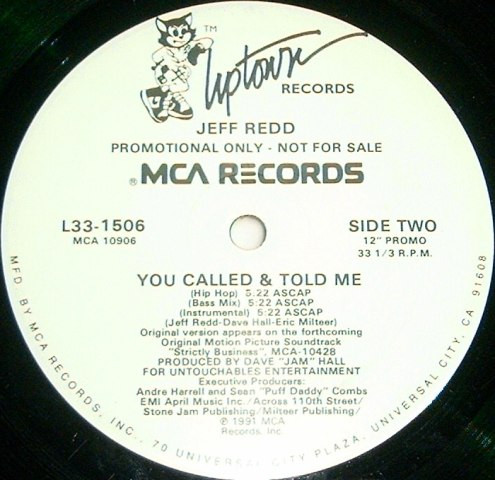 TM
Uptown
RECORDS
JEFF REDD
PROMOTIONAL ONLY - NOT FOR SALE
® MCA RECORDS
L33-1506
MCA 10906
SIDE TWO
12" PROMO
33 1/3 R.P.M.
YOU CALLED & TOLD ME
(Hip Hop) 5:22 ASCAP
(Bass Mix) 5:22 ASCAP
(Instrumental) 5:22 ASCAP
(Jeff Redd-Dave Hall-Eric Milteer)
Original version appears on the forthcoming
Original Motion Picture Soundtrack
"Strictly Business", MCA-10428
PRODUCED BY DAVE "JAM" HALL
FOR UNTOUCHABLES ENTERTAINMENT
Executive Producers:
Andre Harrell and Sean "Puff Daddy" Combs
EMI April Music Inc./Across 110th Street/
Stone Jam Publishing/Milteer Publishing/
℗ 1991 MCA
Records, Inc.
MFD. BY MCA RECORDS, INC., 70 UNIVERSAL CITY PLAZA, UNIVERSAL CITY, CA 91608